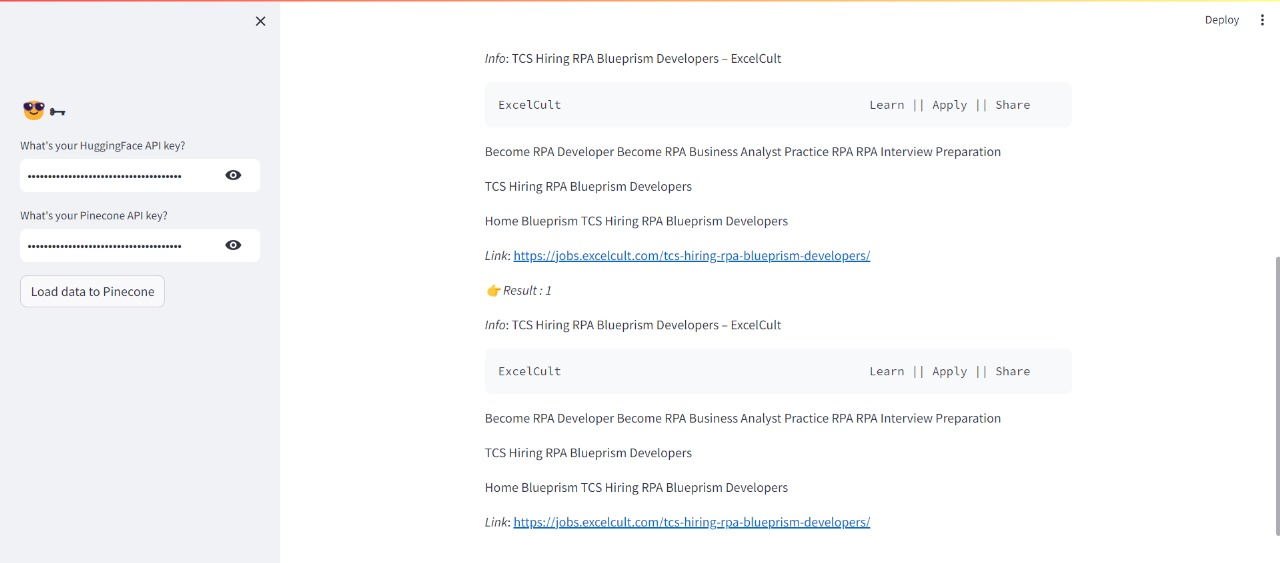 Deploy
What's your HuggingFace API key?
What's your Pinecone API key?
Load data to Pinecone
Info: TCS Hiring RPA Blueprism Developers – ExcelCult
ExcelCult Learn || Apply || Share
Become RPA Developer Become RPA Business Analyst Practice RPA RPA Interview Preparation
TCS Hiring RPA Blueprism Developers
Home Blueprism TCS Hiring RPA Blueprism Developers
Link: https://jobs.excelcult.com/tcs-hiring-rpa-blueprism-developers/
👉Result : 1
Info: TCS Hiring RPA Blueprism Developers – ExcelCult
ExcelCult Learn || Apply || Share
Become RPA Developer Become RPA Business Analyst Practice RPA RPA Interview Preparation
TCS Hiring RPA Blueprism Developers
Home Blueprism TCS Hiring RPA Blueprism Developers
Link: https://jobs.excelcult.com/tcs-hiring-rpa-blueprism-developers/